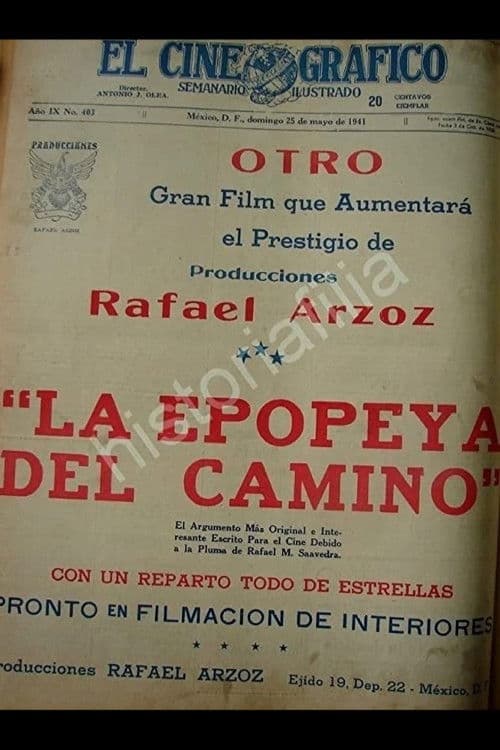 EL CINE GRAFICO
SEMANARIO ILUSTRADO
Director:
ANTONIO J. OLEA.
20 CENTAVOS
EJEMPLAR
Año IX No. 403
México, D. F., domingo 25 de mayo de 1941
PRODUCCIONES
RAFAEL ARZOZ
OTRO
Gran Film que Aumentará
el Prestigio de
Producciones
Rafael Arzoz
"LA EPOPEYA
DEL CAMINO"
El Argumento Más Original e Inte-
resante Escrito Para el Cine Debido
a la Pluma de Rafael M. Saavedra.
CON UN REPARTO TODO DE ESTRELLAS
PRONTO EN FILMACION DE INTERIORES
roducciones RAFAEL ARZOZ
Ejido 19, Dep. 22 - México, D.
historiafilia